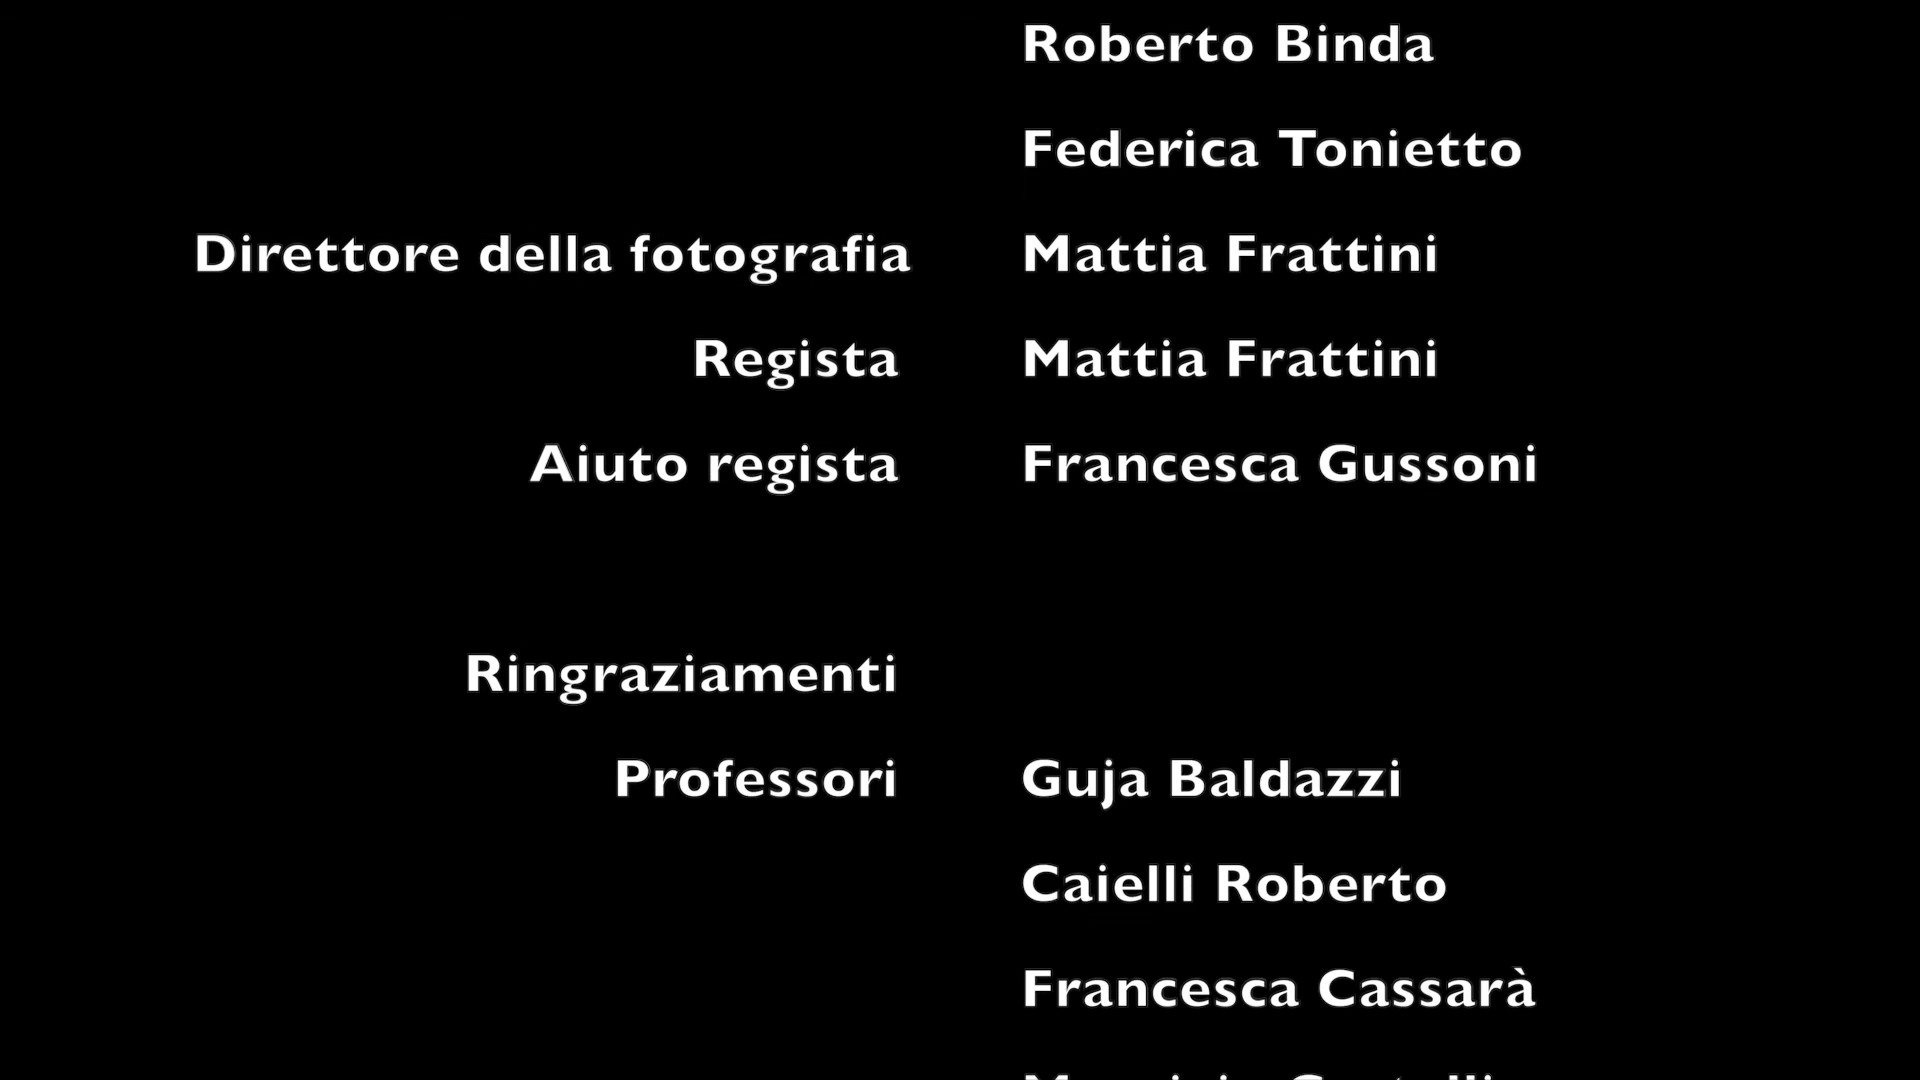 Roberto Binda
Federica Tonietto
Direttore della fotografia Mattia Frattini
Regista Mattia Frattini
Aiuto regista Francesca Gussoni
Ringraziamenti
Professori Guja Baldazzi
Caielli Roberto
Francesca Cassarà